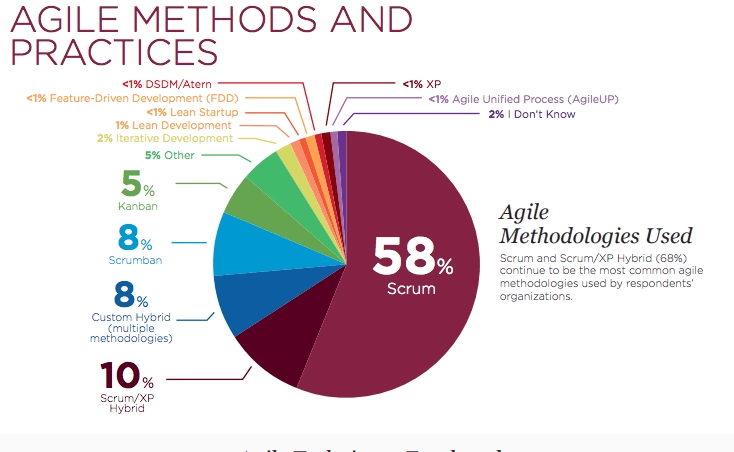 AGILE METHODS AND
PRACTICES
<1% DSDM/Atern
<1% XP
<1% Feature-Driven Development (FDD)
<1% Agile Unified Process (AgileUP)
<1% Lean Startup
2% I Don't Know
1% Lean Development
2% Iterative Development
5% Other
5%
Kanban
8%
Scrumban
8%
Custom Hybrid
(multiple
methodologies)
10%
Scrum/XP
Hybrid
58%
Scrum
Agile
Methodologies Used
Scrum and Scrum/XP Hybrid (68%)
continue to be the most common agile
methodologies used by respondents'
organizations.